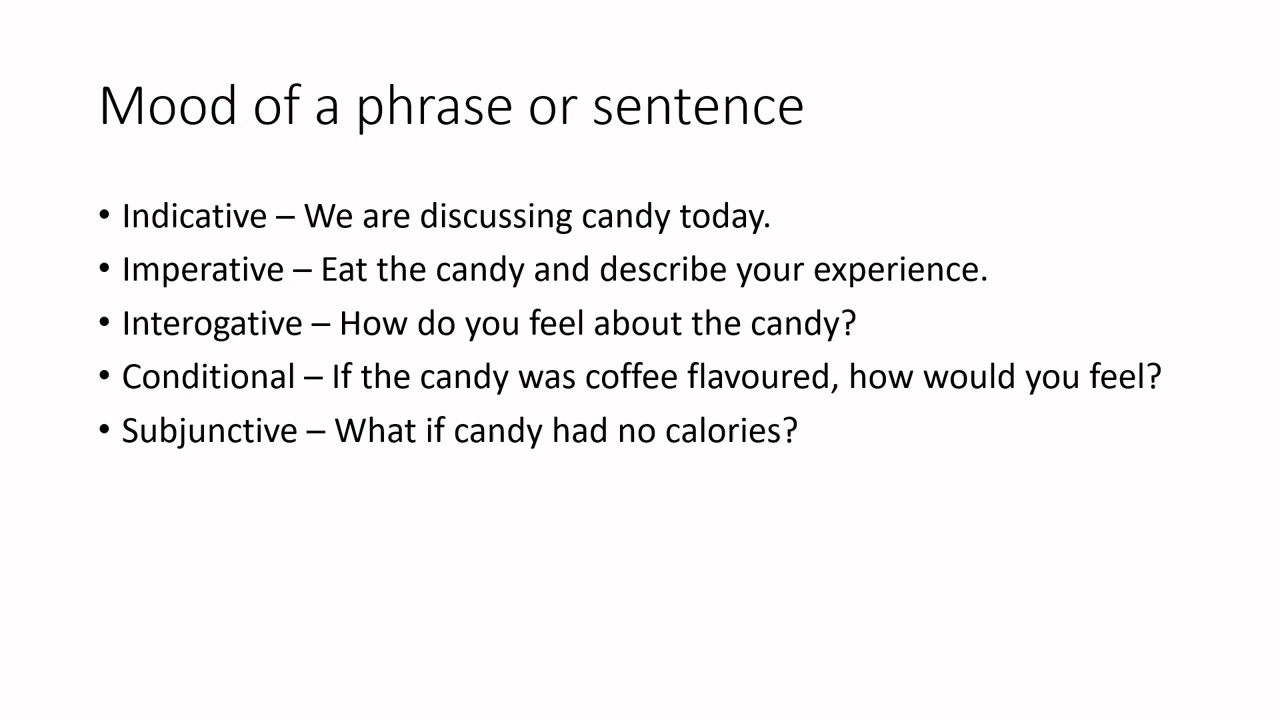 Mood of a phrase or sentence
• Indicative – We are discussing candy today.
• Imperative – Eat the candy and describe your experience.
• Interogative – How do you feel about the candy?
• Conditional – If the candy was coffee flavoured, how would you feel?
• Subjunctive – What if candy had no calories?